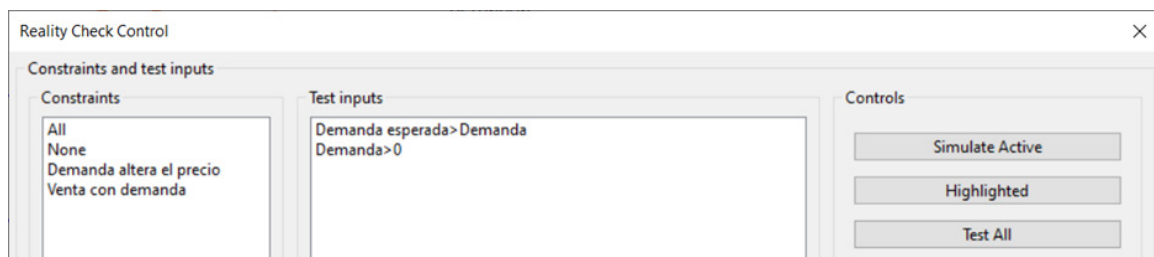 Reality Check Control
Constraints and test inputs
Constraints
Test inputs
Controls
All
None
Demanda altera el precio
Venta con demanda
Demanda esperada>Demanda
Demanda>0
Simulate Active
Highlighted
Test All